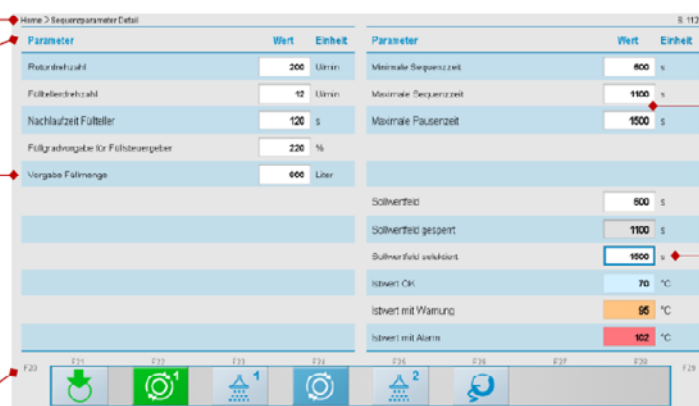 Home > Sequenzparameter Detail
S. 112
Parameter Wert Einheit
Rotordrehzahl 200 U/min
Fülltellerdrehzahl 12 U/min
Nachlaufzeit Füllteller 120 s
Füllgradvorgabe für Füllsteuergeber 220 %
Vorgabe Füllmenge 600 Liter
Parameter Wert Einheit
Minimale Sequenzzeit 600 s
Maximale Sequenzzeit 1100 s
Maximale Pausenzeit 1500 s
Sollwertfeld 600 s
Sollwertfeld gesperrt 1100 s
Sollwertfeld selektiert 1500 s
Istwert OK 70 °C
Istwert mit Warnung 95 °C
Istwert mit Alarm 102 °C
F20 F21 F22 F23 F24 F25 F26 F27 F28 F29
1 1 2